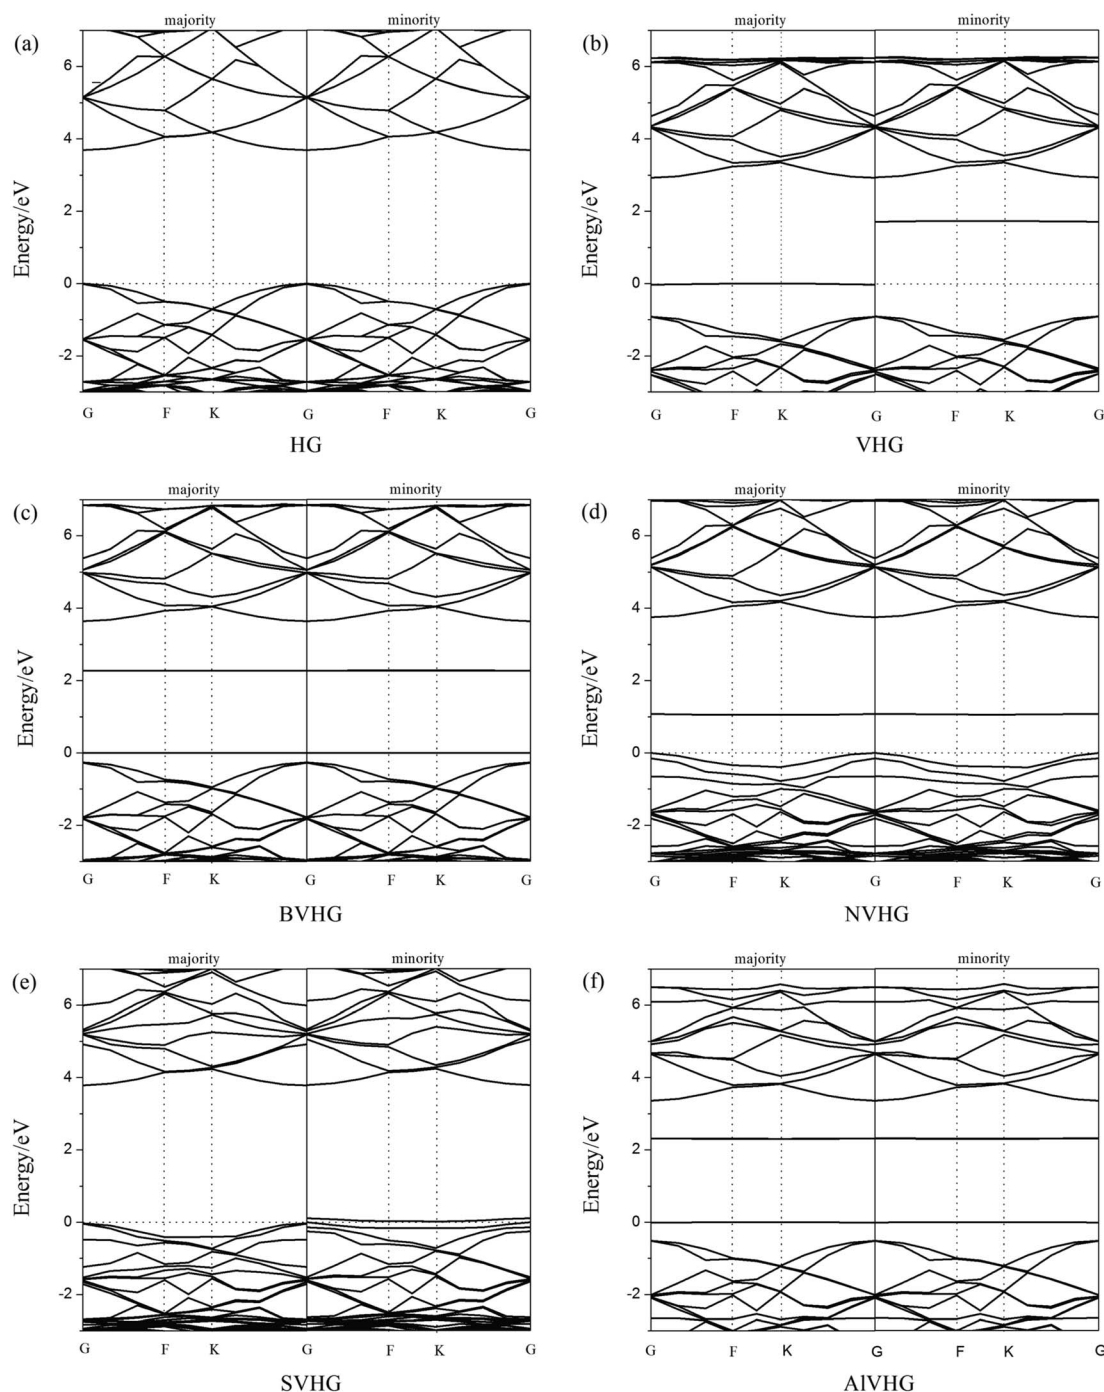 (a)
majority minority
Energy/eV
6
4
2
0
-2
G F K G F K G
HG
(b)
majority minority
Energy/eV
6
4
2
0
-2
G F K G F K G
VHG
(c)
majority minority
Energy/eV
6
4
2
0
-2
G F K G F K G
BVHG
(d)
majority minority
Energy/eV
6
4
2
0
-2
G F K G F K G
NVHG
(e)
majority minority
Energy/eV
6
4
2
0
-2
G F K G F K G
SVHG
(f)
majority minority
Energy/eV
6
4
2
0
-2
G F K G F K G
AlVHG